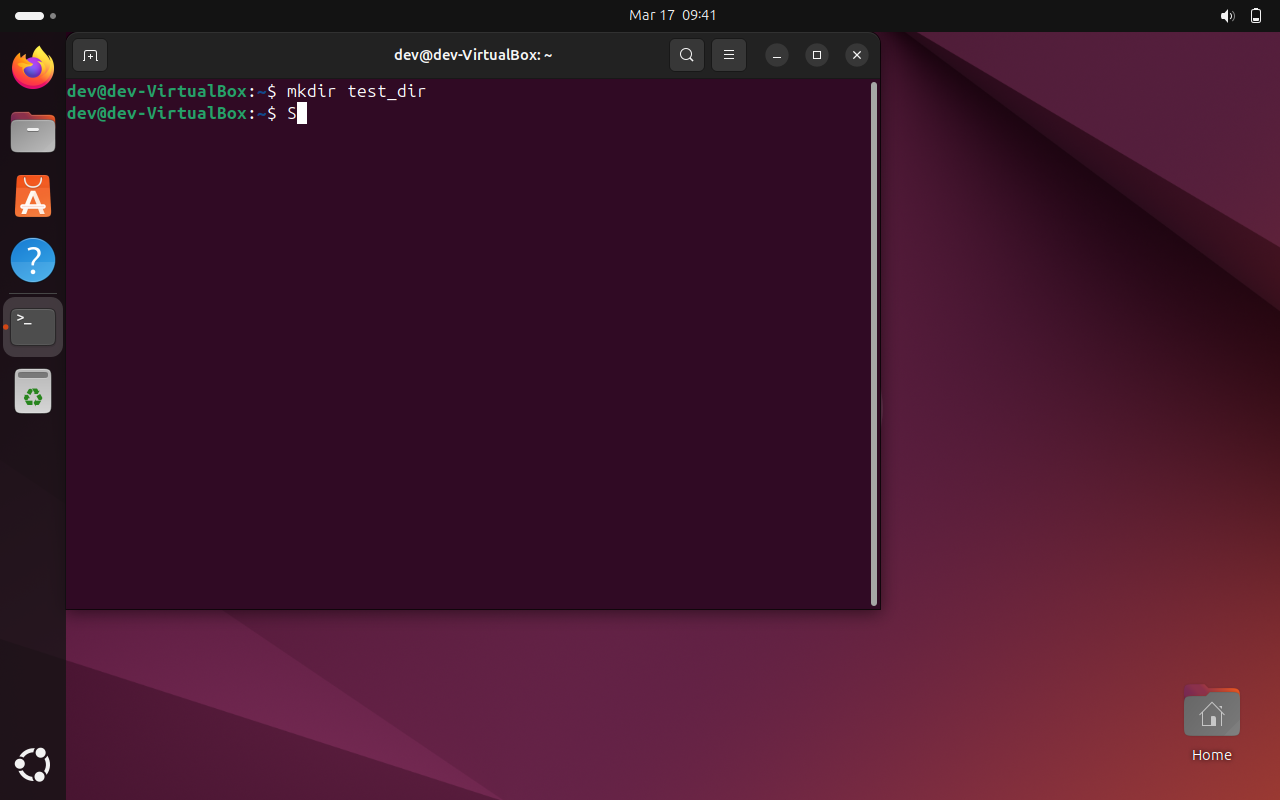 Mar 17 09:41
dev@dev-VirtualBox: ~
dev@dev-VirtualBox:~$ mkdir test_dir
dev@dev-VirtualBox:~$ S
Home